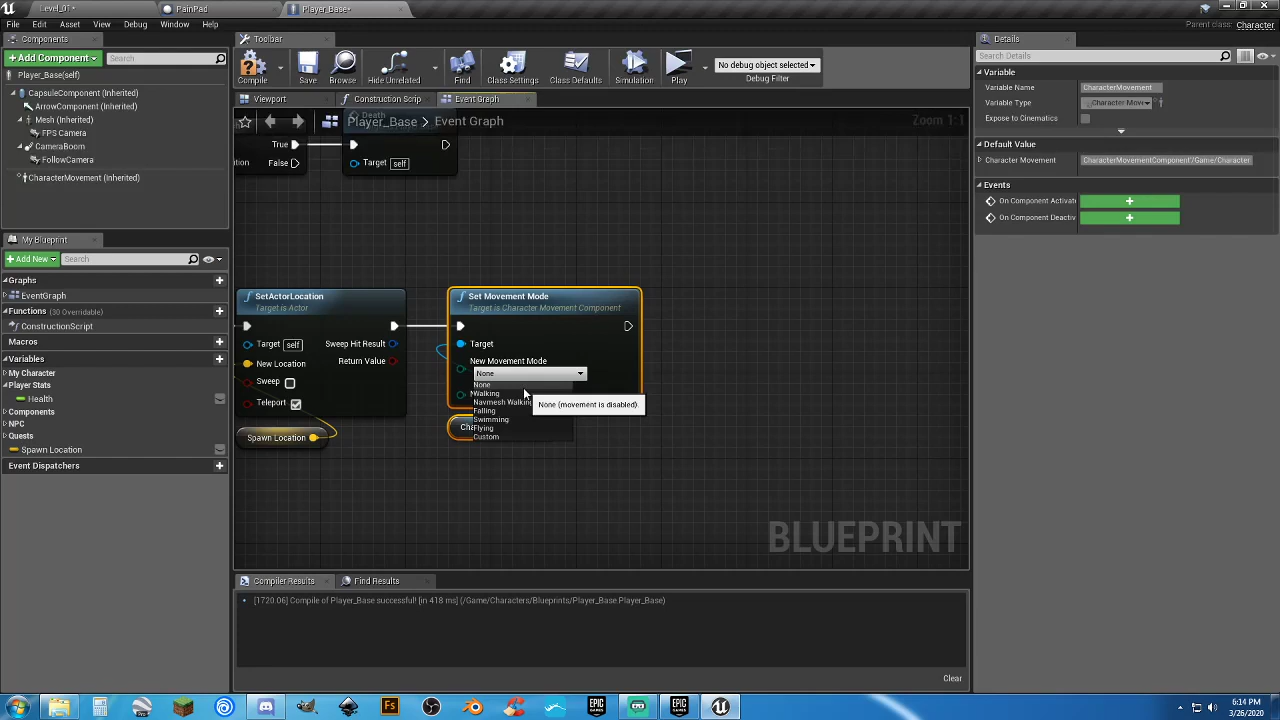 Level_01*
PainPad
Player_Base*
File
Edit
Asset
View
Debug
Window
Help
Parent class: Character
Components
+Add Component
Search
Player_Base(self)
CapsuleComponent (Inherited)
ArrowComponent (Inherited)
Mesh (Inherited)
FPS Camera
CameraBoom
FollowCamera
CharacterMovement (Inherited)
My Blueprint
+Add New
Search
Graphs
EventGraph
Functions (30 Overridable)
ConstructionScript
Macros
Variables
Name
Player Stats
Health
Components
NPC
Quests
Spawn Location
Event Dispatchers
Toolbar
Compile
Save
Browse
Hide Unrelated
Find
Class Settings
Class Defaults
Simulation
Play
No debug object selected
Debug Filter
Viewport
Construction Scrip
Event Graph
Player_Base > Event Graph
Zoom 1:1
Death
True
False
Target self
SetActorLocation
Target is Actor
Target self
Sweep Hit Result
New Location
Return Value
Sweep
Teleport
Spawn Location
Set Movement Mode
Target is Character Movement Component
Target
New Movement Mode
None
None
Walking
Navmesh Walking
Falling
Swimming
Flying
Custom
None (movement is disabled).
BLUEPRINT
Compiler Results
Find Results
[1720.06] Compile of Player_Base successful! [in 418 ms] (/Game/Characters/Blueprints/Player_Base.Player_Base)
Clear
Details
Search Details
Variable
Variable Name
CharacterMovement
Variable Type
Character Mov
Expose to Cinematics
Default Value
Character Movement
CharacterMovementComponent'/Game/Character
Events
On Component Activat
On Component Deactiv
Pro
Fs
EPIC GAMES
EPIC GAMES
6:14 PM
3/26/2020